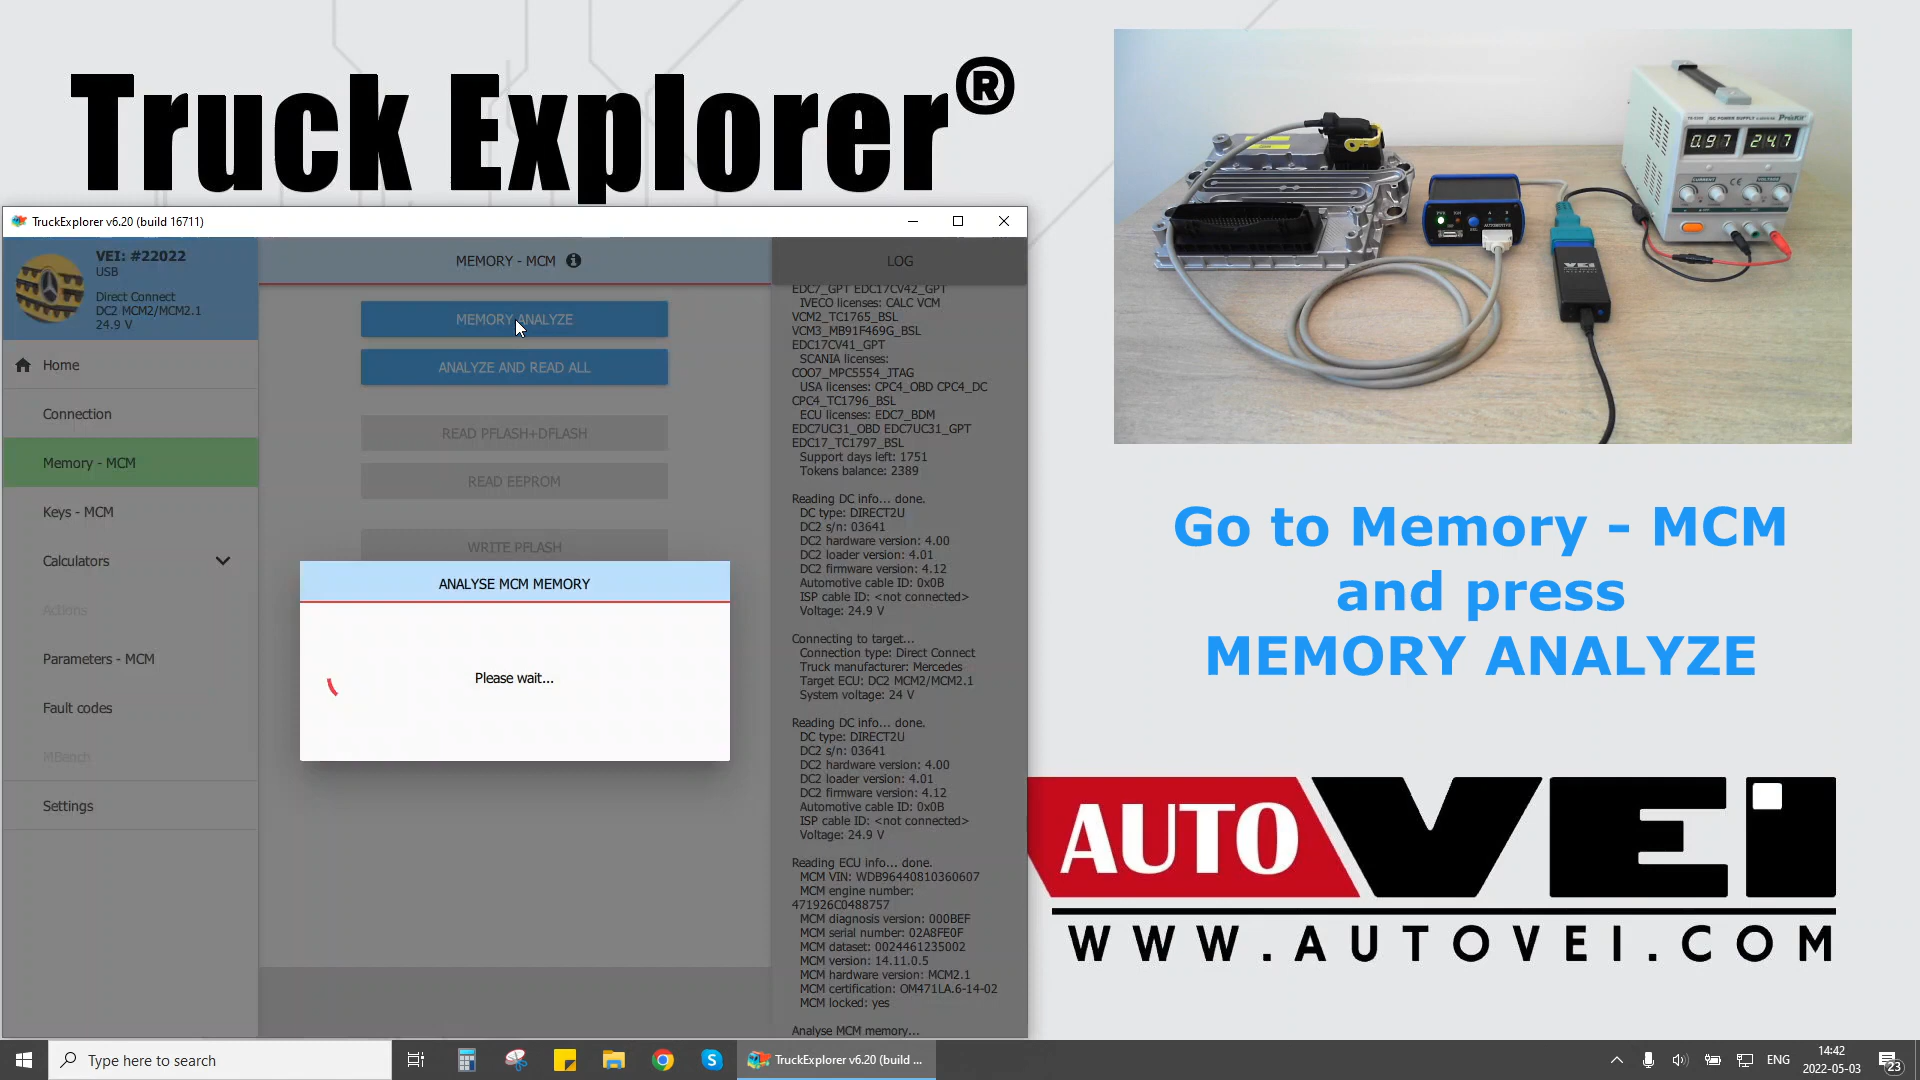 Truck Explorer®
TruckExplorer v6.20 (build 16711)
VEI: #22022
USB
Direct Connect
DC2 MCM2/MCM2.1
24.9 V
Home
Connection
Memory - MCM
Keys - MCM
Calculators
Actions
Parameters - MCM
Fault codes
Settings
MEMORY - MCM
MEMORY ANALYZE
ANALYZE AND READ ALL
READ PFLASH+DFLASH
READ EEPROM
WRITE PFLASH
ANALYSE MCM MEMORY
Please wait...
LOG
EDC7_GPT EDC17CV42_GPT
IVECO licenses: CALC VCM
VCM2_TC1765_BSL
VCM3_MB91F469G_BSL
EDC17CV41_GPT
SCANIA licenses:
COO7_MPC5554_JTAG
USA licenses: CPC4_OBD CPC4_DC
CPC4_TC1796_BSL
ECU licenses: EDC7_BDM
EDC7UC31_OBD EDC7UC31_GPT
EDC17_TC1797_BSL
Support days left: 1751
Tokens balance: 2389
Reading DC info... done.
DC type: DIRECT2U
DC2 s/n: 03641
DC2 hardware version: 4.00
DC2 loader version: 4.01
DC2 firmware version: 4.12
Automotive cable ID: 0x0B
ISP cable ID: <not connected>
Voltage: 24.9 V
Connecting to target...
Connection type: Direct Connect
Truck manufacturer: Mercedes
Target ECU: DC2 MCM2/MCM2.1
System voltage: 24 V
Reading DC info... done.
DC type: DIRECT2U
DC2 s/n: 03641
DC2 hardware version: 4.00
DC2 loader version: 4.01
DC2 firmware version: 4.12
Automotive cable ID: 0x0B
ISP cable ID: <not connected>
Voltage: 24.9 V
Reading ECU info... done.
MCM VIN: WDB96440810360607
MCM engine number:
471926C0488757
MCM diagnosis version: 000BEF
MCM serial number: 02A8FE0F
MCM dataset: 0024461235002
MCM version: 14.11.0.5
MCM hardware version: MCM2.1
MCM certification: OM471LA.6-14-02
MCM locked: yes
Analyse MCM memory...
DC POWER SUPPLY
ProsKit
0.97 24.7
CURRENT
VOLTAGE
AUTOMOTIVE
VEI
Go to Memory - MCM
and press
MEMORY ANALYZE
AUTO VEI
WWW.AUTOVEI.COM
Type here to search
TruckExplorer v6.20 (build ...
ENG
14:42
2022-05-03
23